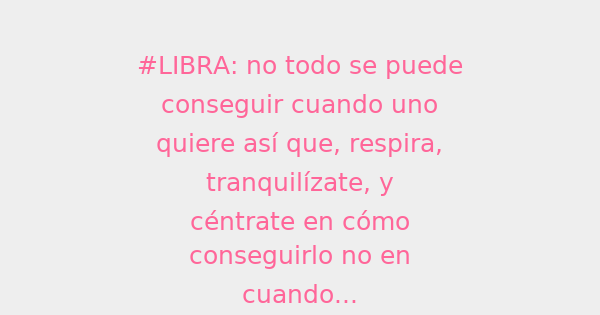 #LIBRA: no todo se puede
conseguir cuando uno
quiere así que, respira,
tranquilízate, y
céntrate en cómo
conseguirlo no en
cuando...